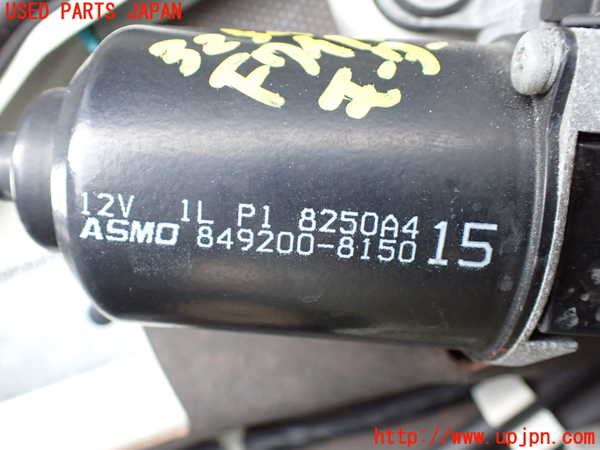 USED PARTS JAPAN
12V 1L P1 8250A4
ASMO 849200-8150 15
http://www.upjpn.com